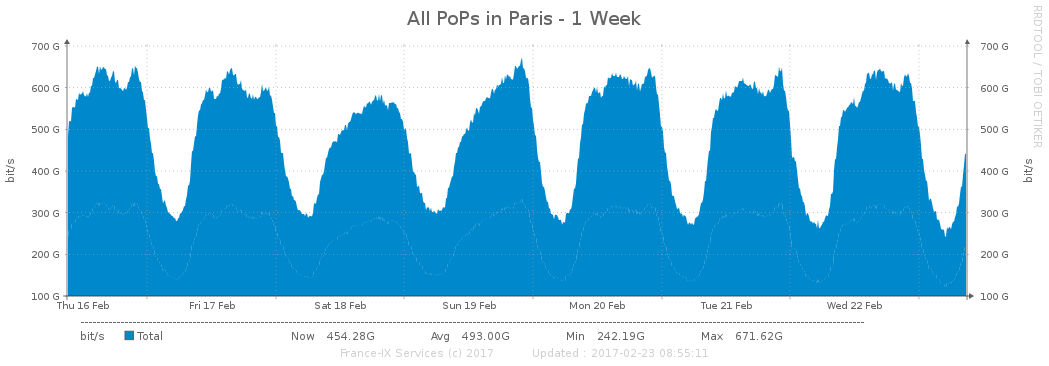 All PoPs in Paris - 1 Week
RRDTOOL / TOBI OETIKER
700 G 700 G
600 G 600 G
500 G 500 G
400 G 400 G
300 G 300 G
200 G 200 G
100 G 100 G
bit/s
bit/s
Thu 16 Feb Fri 17 Feb Sat 18 Feb Sun 19 Feb Mon 20 Feb Tue 21 Feb Wed 22 Feb
bit/s Total Now 454.28G Avg 493.00G Min 242.19G Max 671.62G
France-IX Services (c) 2017 Updated : 2017-02-23 08:55:11